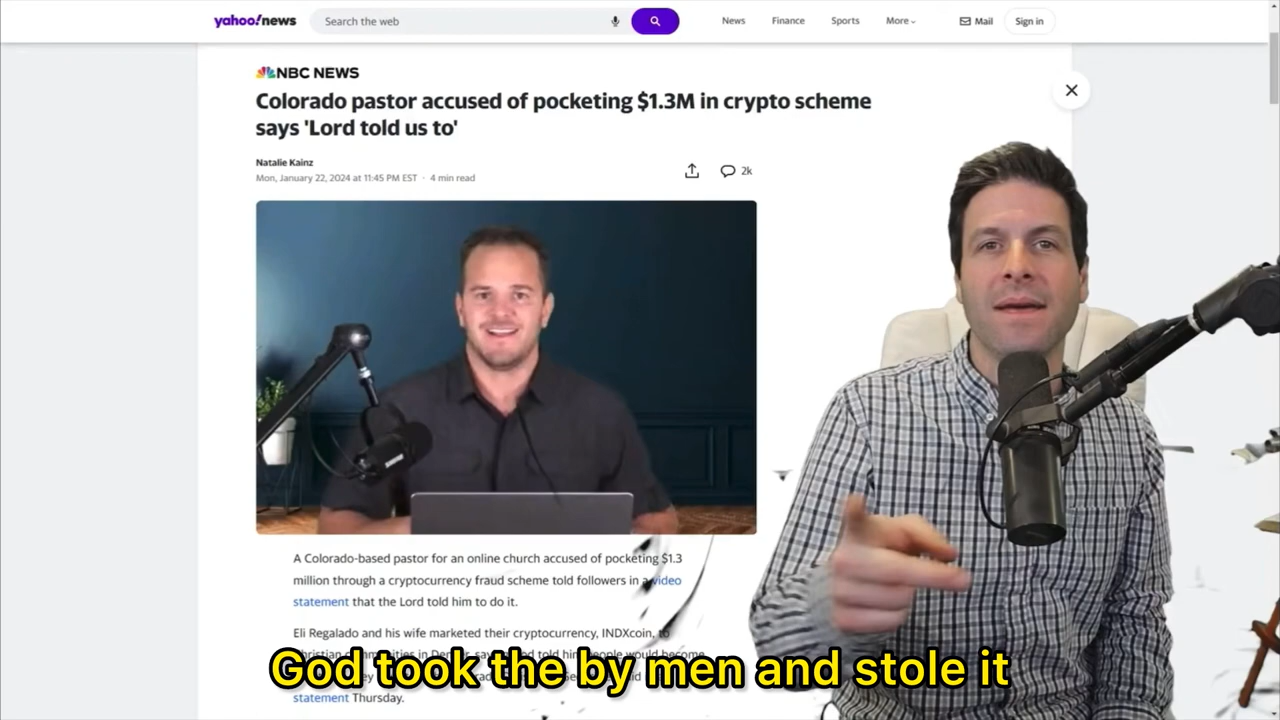 yahoo!news
Search the web
News Finance Sports More Mail Sign in
NBC NEWS
Colorado pastor accused of pocketing $1.3M in crypto scheme
says 'Lord told us to'
Natalie Kainz
Mon, January 22, 2024 at 11:45 PM EST · 4 min read
2k
A Colorado-based pastor for an online church accused of pocketing $1.3
million through a cryptocurrency fraud scheme told followers in a video
statement that the Lord told him to do it.
Eli Regalado and his wife marketed their cryptocurrency, INDXcoin, to
God took the by men and stole it
statement Thursday.